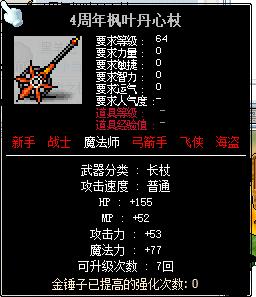 4周年枫叶丹心杖
要求等级： 64
要求力量： 0
要求敏捷： 0
要求智力： 0
要求运气： 0
要求人气度： -
道具等级： -
道具经验值： -
新手 战士 魔法师 弓箭手 飞侠 海盗
武器分类： 长杖
攻击速度： 普通
HP ： +155
MP ： +52
攻击力： +53
魔法力： +77
可升级次数： 7回
金锤子已提高的强化次数: 0